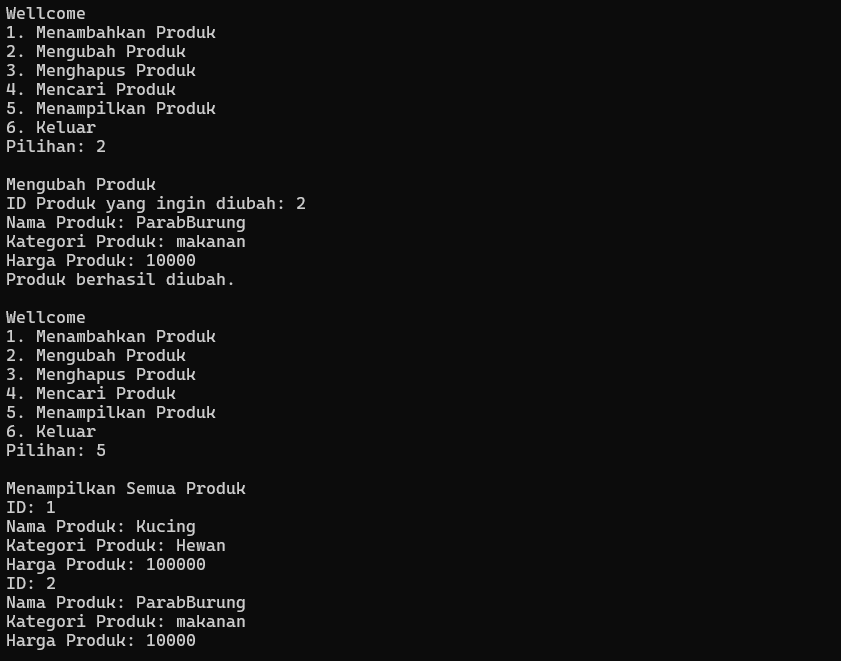 Wellcome
1. Menambahkan Produk
2. Mengubah Produk
3. Menghapus Produk
4. Mencari Produk
5. Menampilkan Produk
6. Keluar
Pilihan: 2
Mengubah Produk
ID Produk yang ingin diubah: 2
Nama Produk: ParabBurung
Kategori Produk: makanan
Harga Produk: 10000
Produk berhasil diubah.
Wellcome
1. Menambahkan Produk
2. Mengubah Produk
3. Menghapus Produk
4. Mencari Produk
5. Menampilkan Produk
6. Keluar
Pilihan: 5
Menampilkan Semua Produk
ID: 1
Nama Produk: Kucing
Kategori Produk: Hewan
Harga Produk: 100000
ID: 2
Nama Produk: ParabBurung
Kategori Produk: makanan
Harga Produk: 10000